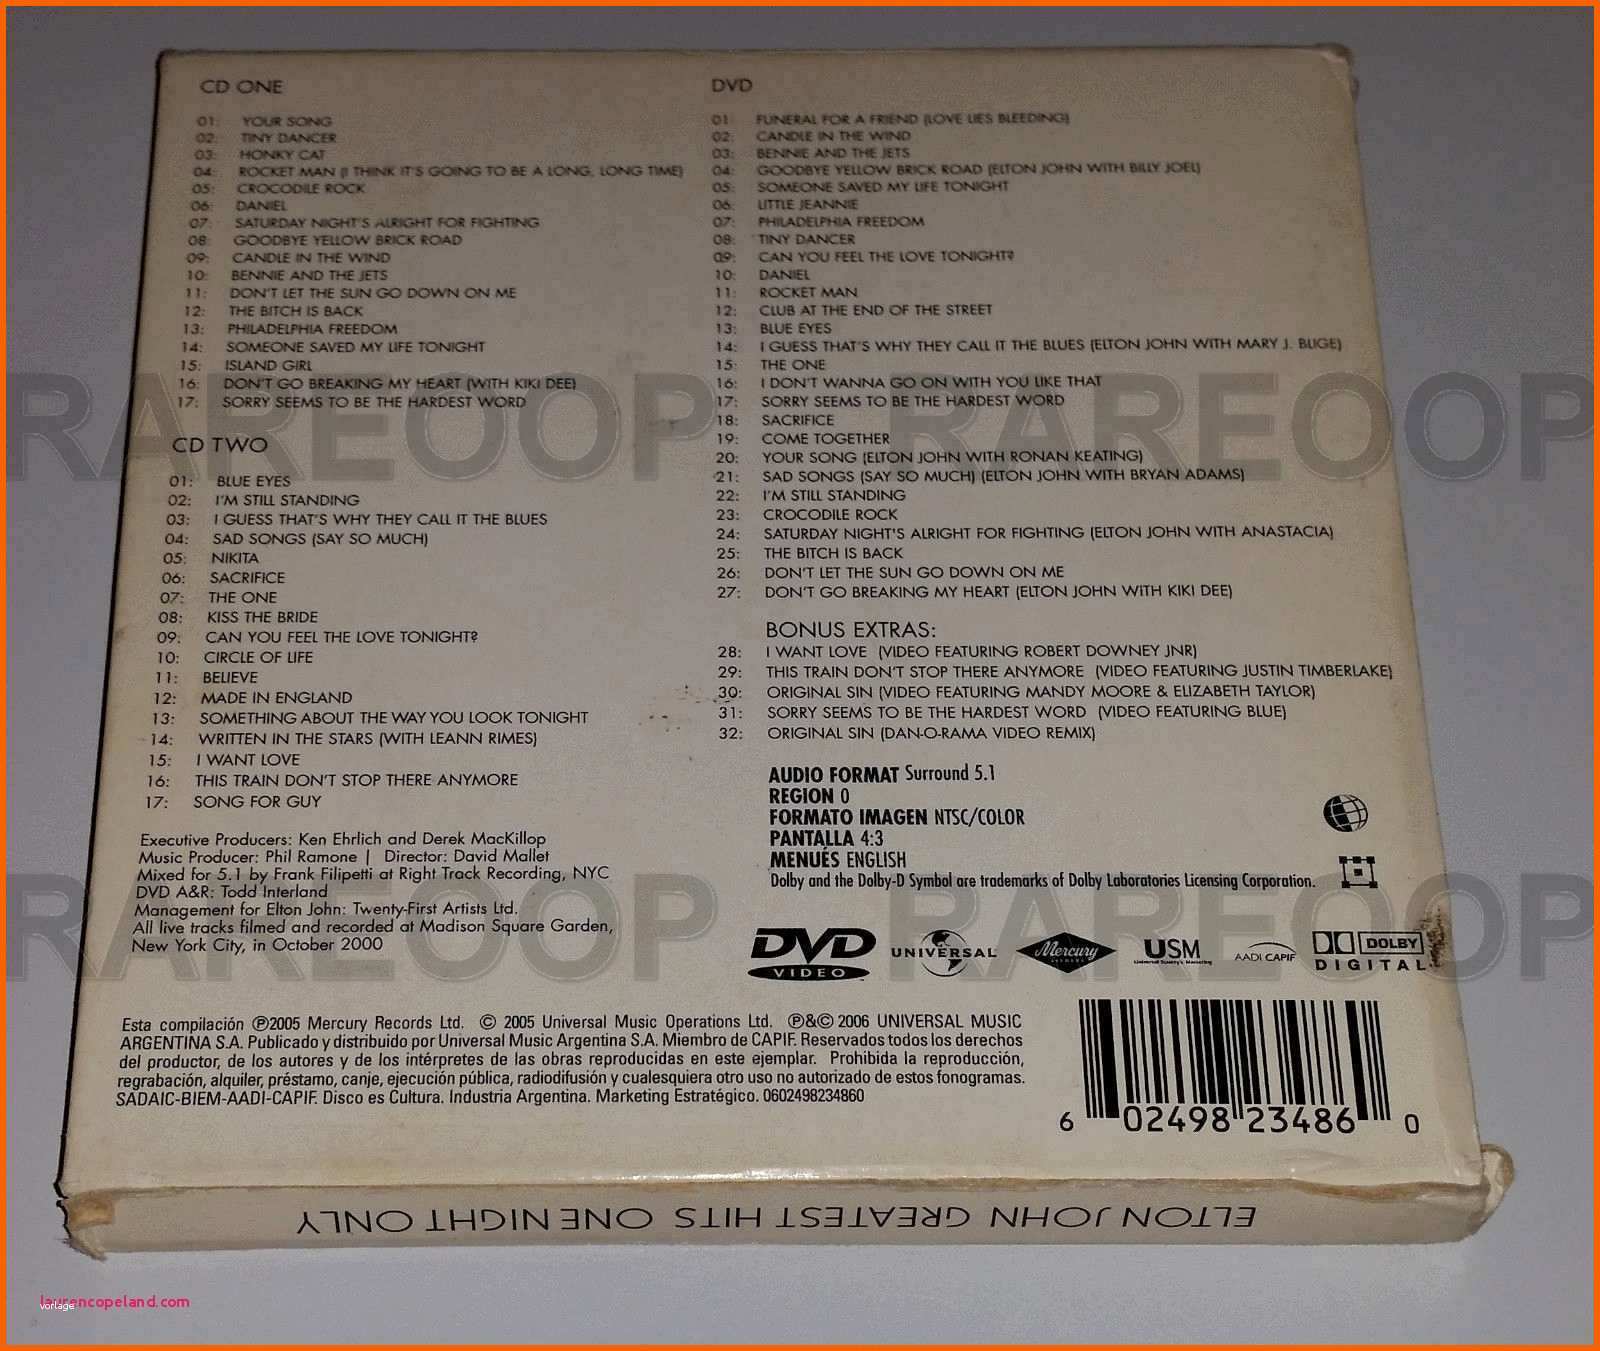 CD ONE
01: YOUR SONG
02: TINY DANCER
03: HONKY CAT
04: ROCKET MAN (I THINK IT'S GOING TO BE A LONG, LONG TIME)
05: CROCODILE ROCK
06: DANIEL
07: SATURDAY NIGHT'S ALRIGHT FOR FIGHTING
08: GOODBYE YELLOW BRICK ROAD
09: CANDLE IN THE WIND
10: BENNIE AND THE JETS
11: DON'T LET THE SUN GO DOWN ON ME
12: THE BITCH IS BACK
13: PHILADELPHIA FREEDOM
14: SOMEONE SAVED MY LIFE TONIGHT
15: ISLAND GIRL
16: DON'T GO BREAKING MY HEART (WITH KIKI DEE)
17: SORRY SEEMS TO BE THE HARDEST WORD
CD TWO
01: BLUE EYES
02: I'M STILL STANDING
03: I GUESS THAT'S WHY THEY CALL IT THE BLUES
04: SAD SONGS (SAY SO MUCH)
05: NIKITA
06: SACRIFICE
07: THE ONE
08: KISS THE BRIDE
09: CAN YOU FEEL THE LOVE TONIGHT?
10: CIRCLE OF LIFE
11: BELIEVE
12: MADE IN ENGLAND
13: SOMETHING ABOUT THE WAY YOU LOOK TONIGHT
14: WRITTEN IN THE STARS (WITH LEANN RIMES)
15: I WANT LOVE
16: THIS TRAIN DON'T STOP THERE ANYMORE
17: SONG FOR GUY
Executive Producers: Ken Ehrlich and Derek MacKillop
Music Producer: Phil Ramone | Director: David Mallet
Mixed for 5.1 by Frank Filipetti at Right Track Recording, NYC
DVD A&R: Todd Interland
Management for Elton John: Twenty-First Artists Ltd.
All live tracks filmed and recorded at Madison Square Garden,
New York City, in October 2000
DVD
01: FUNERAL FOR A FRIEND (LOVE LIES BLEEDING)
02: CANDLE IN THE WIND
03: BENNIE AND THE JETS
04: GOODBYE YELLOW BRICK ROAD (ELTON JOHN WITH BILLY JOEL)
05: SOMEONE SAVED MY LIFE TONIGHT
06: LITTLE JEANNIE
07: PHILADELPHIA FREEDOM
08: TINY DANCER
09: CAN YOU FEEL THE LOVE TONIGHT?
10: DANIEL
11: ROCKET MAN
12: CLUB AT THE END OF THE STREET
13: BLUE EYES
14: I GUESS THAT'S WHY THEY CALL IT THE BLUES (ELTON JOHN WITH MARY J. BLIGE)
15: THE ONE
16: I DON'T WANNA GO ON WITH YOU LIKE THAT
17: SORRY SEEMS TO BE THE HARDEST WORD
18: SACRIFICE
19: COME TOGETHER
20: YOUR SONG (ELTON JOHN WITH RONAN KEATING)
21: SAD SONGS (SAY SO MUCH) (ELTON JOHN WITH BRYAN ADAMS)
22: I'M STILL STANDING
23: CROCODILE ROCK
24: SATURDAY NIGHT'S ALRIGHT FOR FIGHTING (ELTON JOHN WITH ANASTACIA)
25: THE BITCH IS BACK
26: DON'T LET THE SUN GO DOWN ON ME
27: DON'T GO BREAKING MY HEART (ELTON JOHN WITH KIKI DEE)
BONUS EXTRAS:
28: I WANT LOVE (VIDEO FEATURING ROBERT DOWNEY JNR)
29: THIS TRAIN DON'T STOP THERE ANYMORE (VIDEO FEATURING JUSTIN TIMBERLAKE)
30: ORIGINAL SIN (VIDEO FEATURING MANDY MOORE & ELIZABETH TAYLOR)
31: SORRY SEEMS TO BE THE HARDEST WORD (VIDEO FEATURING BLUE)
32: ORIGINAL SIN (DAN-O-RAMA VIDEO REMIX)
AUDIO FORMAT Surround 5.1
REGION 0
FORMATO IMAGEN NTSC/COLOR
PANTALLA 4:3
MENUÉS ENGLISH
Dolby and the Dolby-D Symbol are trademarks of Dolby Laboratories Licensing Corporation.
DVD VIDEO
UNIVERSAL
Mercury
USM
AADI CAPIF
DOLBY DIGITAL
Esta compilación ℗2005 Mercury Records Ltd. © 2005 Universal Music Operations Ltd. ℗&© 2006 UNIVERSAL MUSIC
ARGENTINA S.A. Publicado y distribuido por Universal Music Argentina S.A. Miembro de CAPIF. Reservados todos los derechos
del productor, de los autores y de los intérpretes de las obras reproducidas en este ejemplar. Prohibida la reproducción,
regrabación, alquiler, préstamo, canje, ejecución pública, radiodifusión y cualesquiera otro uso no autorizado de estos fonogramas.
SADAIC-BIEM-AADI-CAPIF. Disco es Cultura. Industria Argentina. Marketing Estratégico. 0602498234860
6 02498 23486 0
ELTON JOHN GREATEST HITS ONE NIGHT ONLY
RAREOOP
RAREOOP
RAREOOP
RAREOOP
laurencopeland.com
vorlage